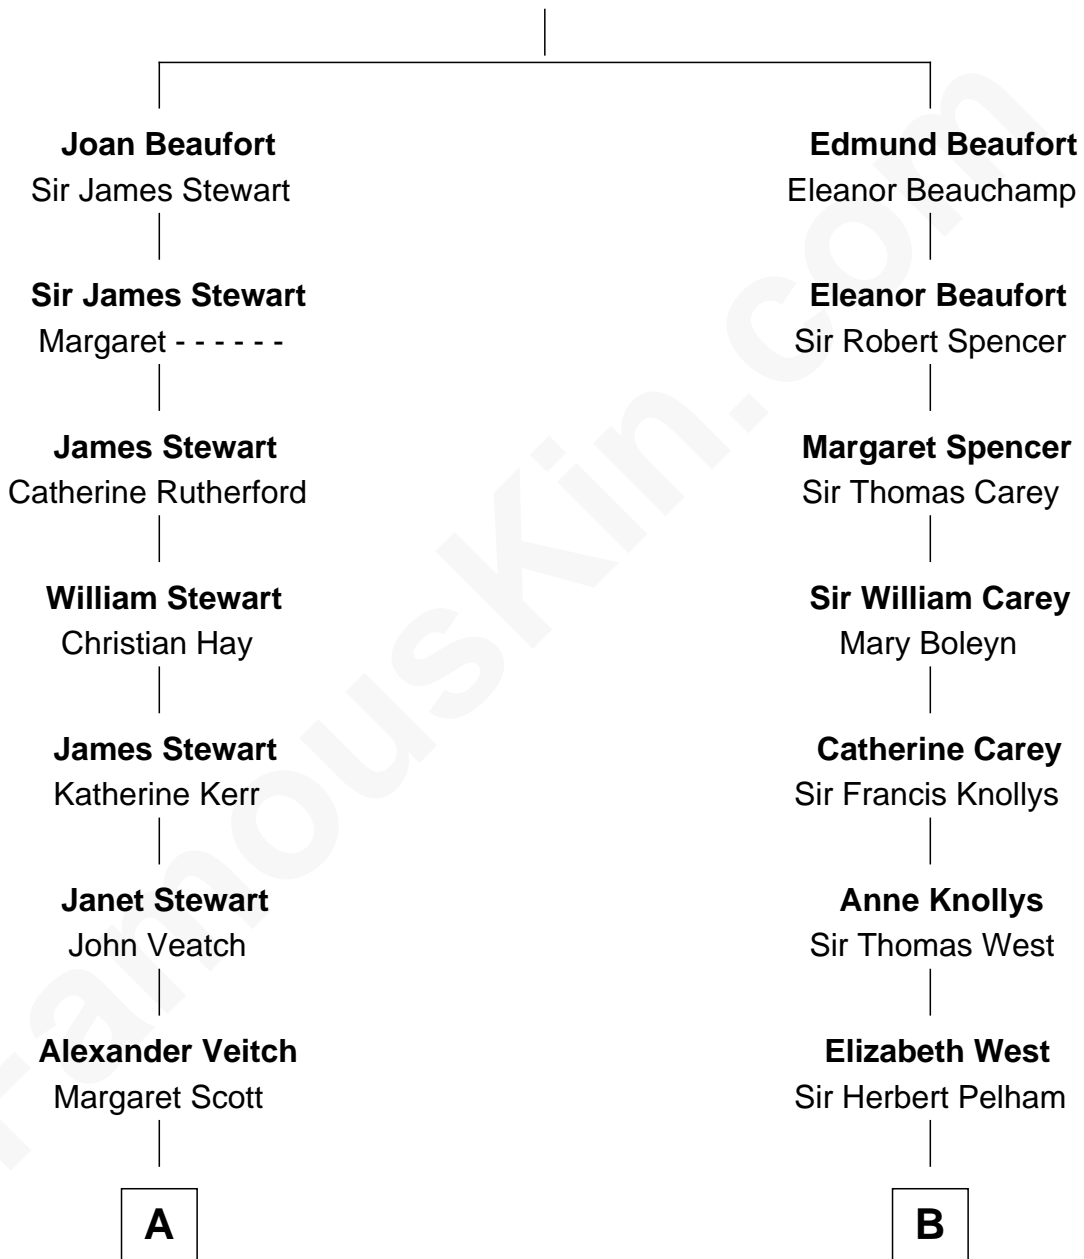 Joan Beaufort
Sir James Stewart
Sir James Stewart
Margaret - - - - - -
James Stewart
Catherine Rutherford
William Stewart
Christian Hay
James Stewart
Katherine Kerr
Janet Stewart
John Veatch
Alexander Veitch
Margaret Scott
A
Edmund Beaufort
Eleanor Beauchamp
Eleanor Beaufort
Sir Robert Spencer
Margaret Spencer
Sir Thomas Carey
Sir William Carey
Mary Boleyn
Catherine Carey
Sir Francis Knollys
Anne Knollys
Sir Thomas West
Elizabeth West
Sir Herbert Pelham
B
FamousKin.com